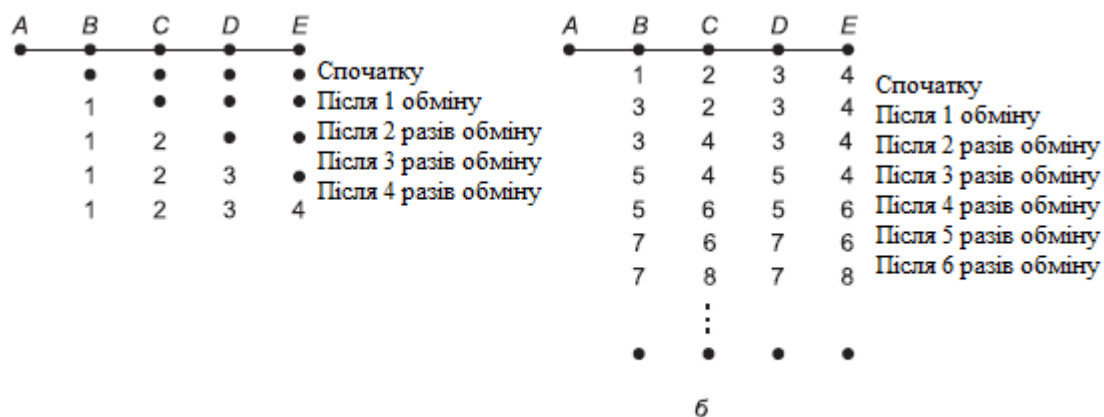 A B C D E
Спочатку
1 Після 1 обміну
1 2 Після 2 разів обміну
1 2 3 Після 3 разів обміну
1 2 3 4 Після 4 разів обміну
A B C D E
1 2 3 4 Спочатку
3 2 3 4 Після 1 обміну
3 4 3 4 Після 2 разів обміну
5 4 5 4 Після 3 разів обміну
5 6 5 6 Після 4 разів обміну
7 6 7 6 Після 5 разів обміну
7 8 7 8 Після 6 разів обміну
б